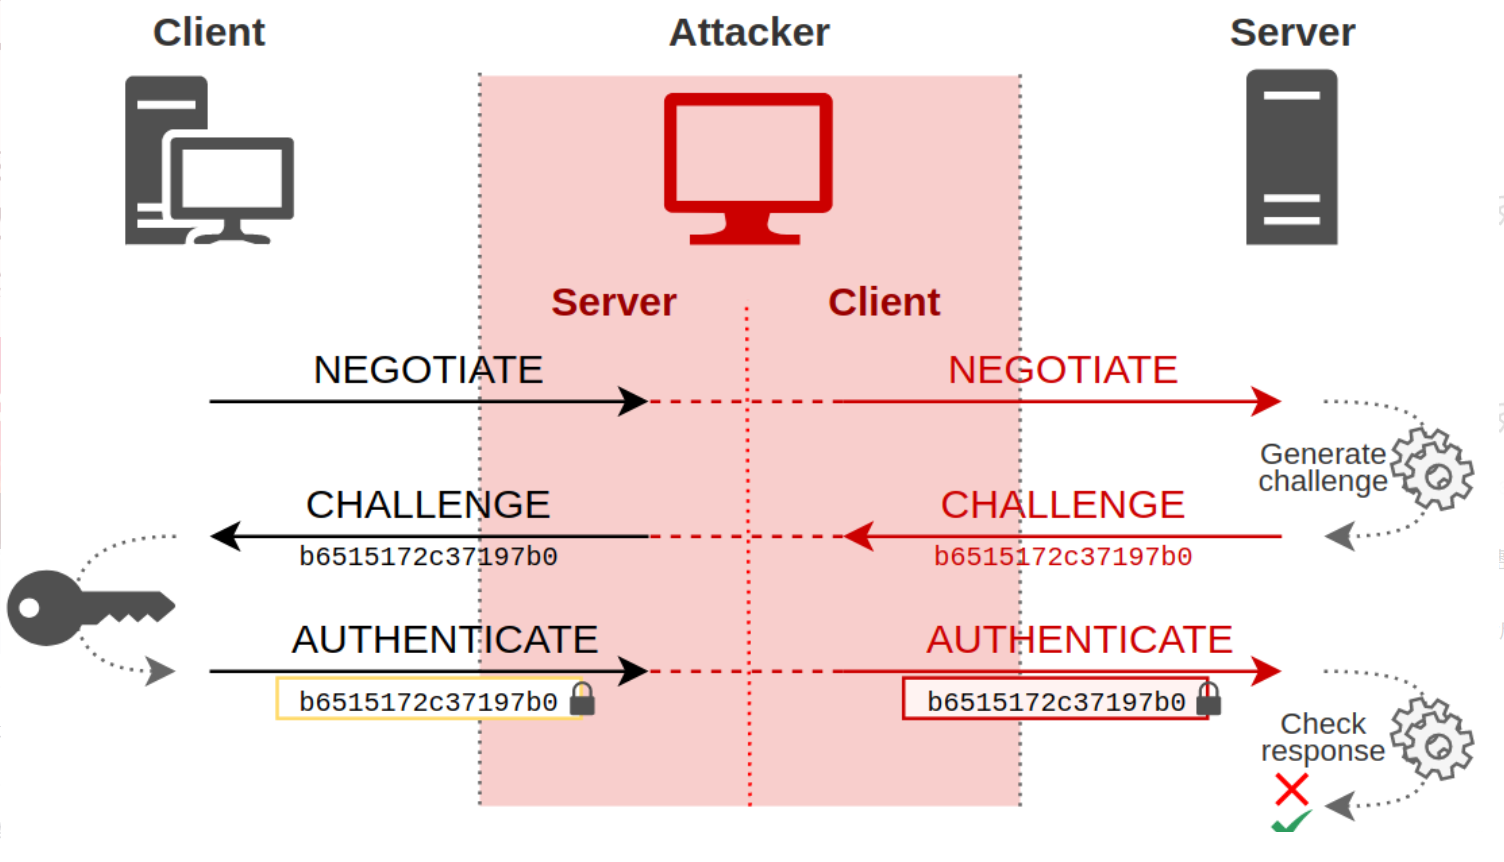 Client
Attacker
Server
Server
Client
NEGOTIATE
NEGOTIATE
Generate
challenge
CHALLENGE
CHALLENGE
b6515172c37197b0
b6515172c37197b0
AUTHENTICATE
AUTHENTICATE
b6515172c37197b0
b6515172c37197b0
Check
response